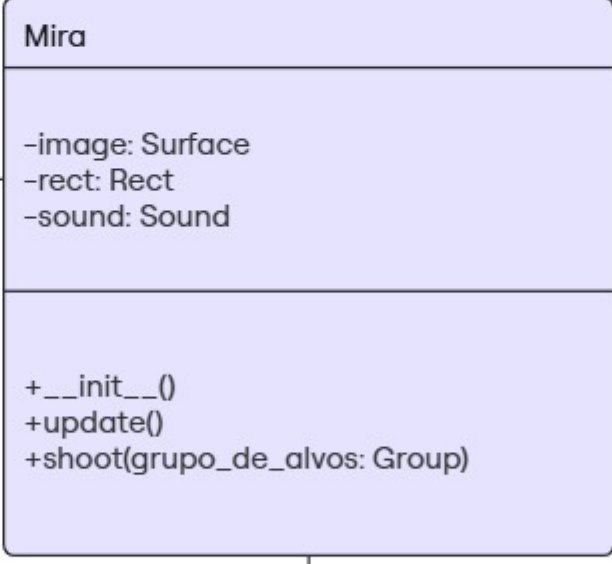 Mira
-image: Surface
-rect: Rect
-sound: Sound
+__init__()
+update()
+shoot(grupo_de_alvos: Group)